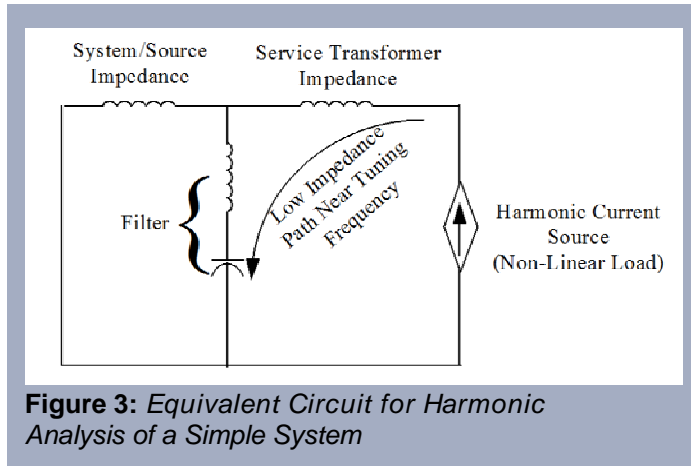 System/Source
Impedance
Service Transformer
Impedance
Low Impedance
Path Near Tuning
Frequency
Filter
Harmonic Current
Source
(Non-Linear Load)
Figure 3: Equivalent Circuit for Harmonic
Analysis of a Simple System